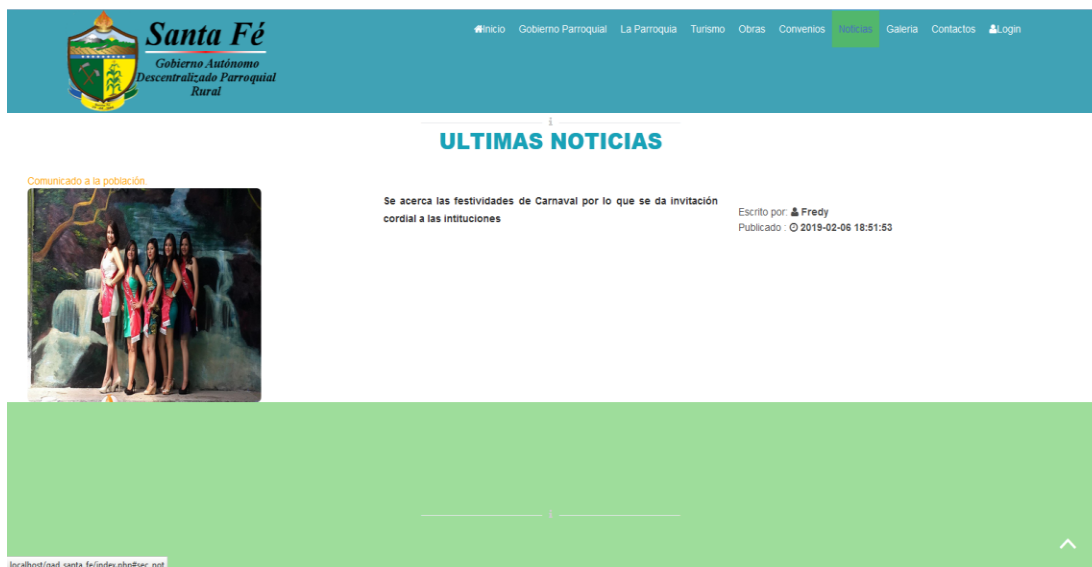 Santa Fé
Gobierno Autónomo
Descentralizado Parroquial
Rural
Inicio Gobierno Parroquial La Parroquia Turismo Obras Convenios Noticias Galeria Contactos Login
ULTIMAS NOTICIAS
Comunicado a la población.
Se acerca las festividades de Carnaval por lo que se da invitación
cordial a las intituciones
Escrito por: Fredy
Publicado : 2019-02-06 18:51:53
localhost/gad_santa_fe/index.php#sec_not